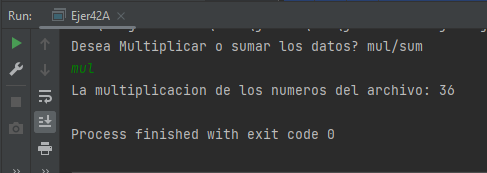 Run: Ejer42A
Desea Multiplicar o sumar los datos? mul/sum
mul
La multiplicacion de los numeros del archivo: 36
Process finished with exit code 0